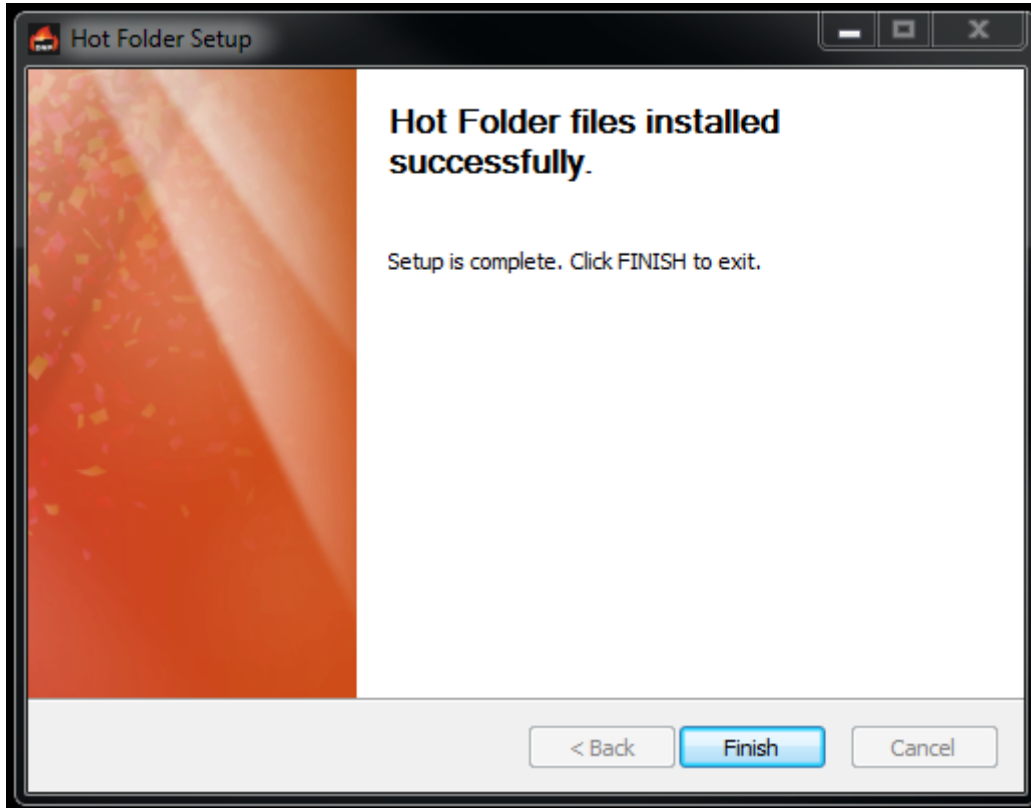 Hot Folder Setup
Hot Folder files installed
successfully.
Setup is complete. Click FINISH to exit.
< Back
Finish
Cancel